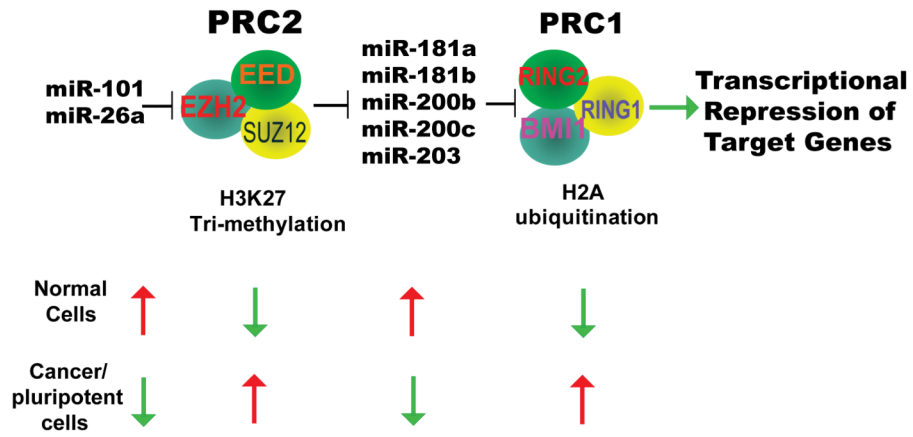 PRC2
PRC1
miR-101
miR-26a
EED
EZH2
SUZ12
miR-181a
miR-181b
miR-200b
miR-200c
miR-203
RING2
RING1
BMI1
Transcriptional
Repression of
Target Genes
H3K27
Tri-methylation
H2A
ubiquitination
Normal
Cells
Cancer/
pluripotent
cells